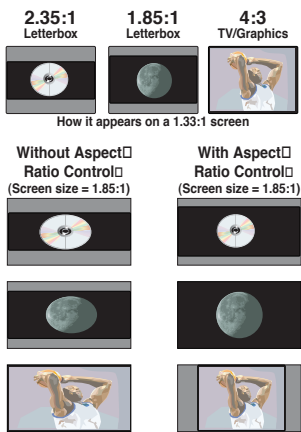 2.35:1 1.85:1 4:3
Letterbox Letterbox TV/Graphics
How it appears on a 1.33:1 screen
Without Aspect□ With Aspect□
Ratio Control□ Ratio Control□
(Screen size = 1.85:1) (Screen size = 1.85:1)